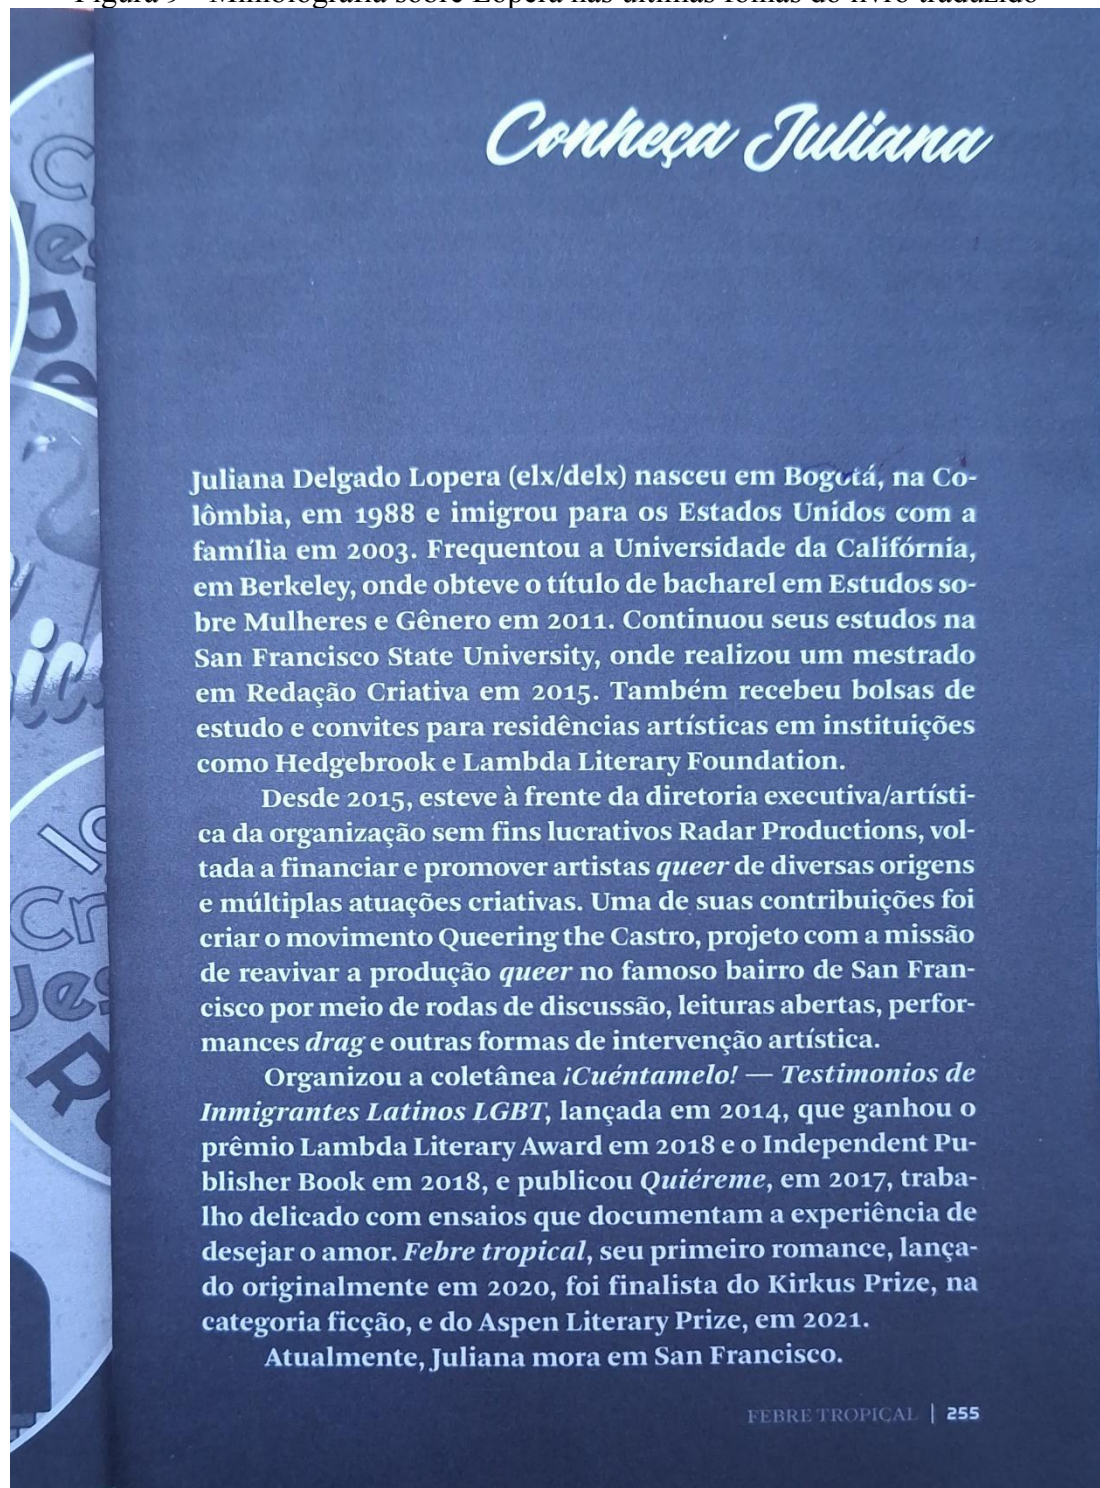 Figura 9 – Minibiografia sobre Lopera nas últimas folhas do livro traduzido
Conheça Juliana
Juliana Delgado Lopera (elx/delx) nasceu em Bogotá, na Co-
lômbia, em 1988 e imigrou para os Estados Unidos com a
família em 2003. Frequentou a Universidade da Califórnia,
em Berkeley, onde obteve o título de bacharel em Estudos so-
bre Mulheres e Gênero em 2011. Continuou seus estudos na
San Francisco State University, onde realizou um mestrado
em Redação Criativa em 2015. Também recebeu bolsas de
estudo e convites para residências artísticas em instituições
como Hedgebrook e Lambda Literary Foundation.
Desde 2015, esteve à frente da diretoria executiva/artísti-
ca da organização sem fins lucrativos Radar Productions, vol-
tada a financiar e promover artistas queer de diversas origens
e múltiplas atuações criativas. Uma de suas contribuições foi
criar o movimento Queering the Castro, projeto com a missão
de reavivar a produção queer no famoso bairro de San Fran-
cisco por meio de rodas de discussão, leituras abertas, perfor-
mances drag e outras formas de intervenção artística.
Organizou a coletânea ¡Cuéntamelo! — Testimonios de
Inmigrantes Latinos LGBT, lançada em 2014, que ganhou o
prêmio Lambda Literary Award em 2018 e o Independent Pu-
blisher Book em 2018, e publicou Quiéreme, em 2017, traba-
lho delicado com ensaios que documentam a experiência de
desejar o amor. Febre tropical, seu primeiro romance, lança-
do originalmente em 2020, foi finalista do Kirkus Prize, na
categoria ficção, e do Aspen Literary Prize, em 2021.
Atualmente, Juliana mora em San Francisco.
FEBRE TROPICAL | 255